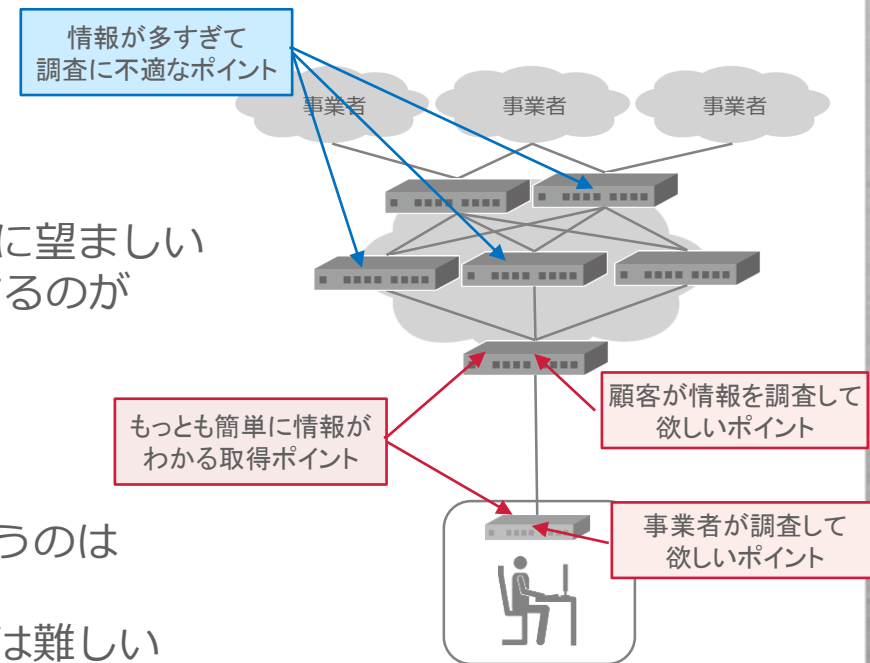 情報が多すぎて
調査に不適なポイント
事業者
事業者
事業者
に望ましい
するのが
もっとも簡単に情報が
わかる取得ポイント
顧客が情報を調査して
欲しいポイント
うのは
事業者が調査して
欲しいポイント
は難しい